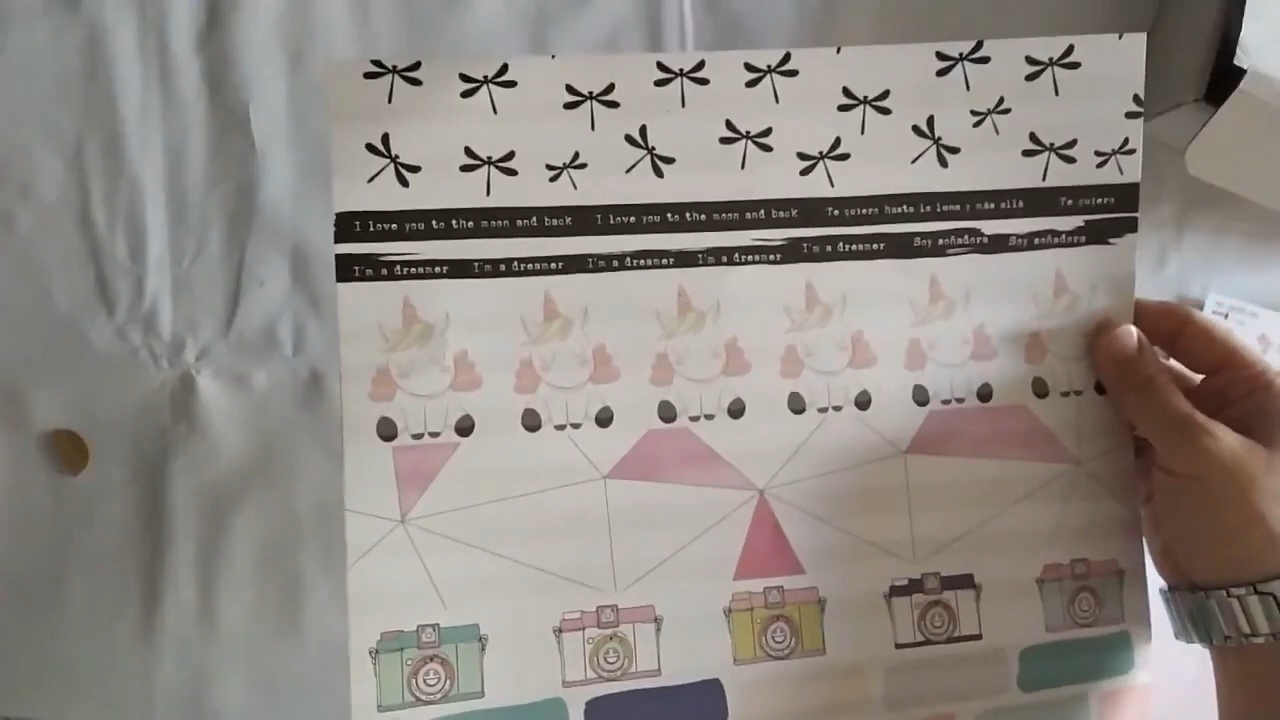 I love you to the moon and back I love you to the moon and back Te quiero hasta la luna y más allá Te quiero
I'm a dreamer I'm a dreamer I'm a dreamer I'm a dreamer I'm a dreamer Soy soñadora Soy soñadora